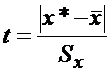 t = |x* − x̄| / Sₓ